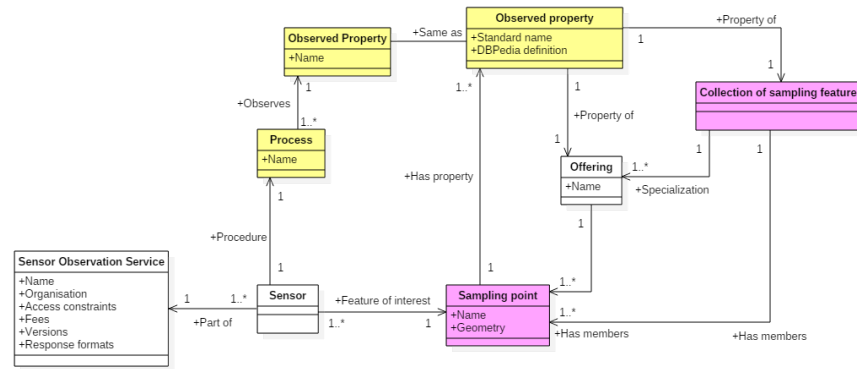 Observed property
+Standard name
+DBPedia definition
+Property of
1
1
Observed Property
+Name
+Same as
Collection of sampling feature
+Observes
1
1..*
1..*
1
+Property of
Process
+Name
1
1
1
Offering
+Name
1..*
+Specialization
+Has property
1
+Procedure
1
1
Sensor Observation Service
+Name
+Organisation
+Access constraints
+Fees
+Versions
+Response formats
1
1..*
+Part of
Sensor
+Feature of interest
1..*
1
1
Sampling point
+Name
+Geometry
1..*
1..*
+Has members
+Has members